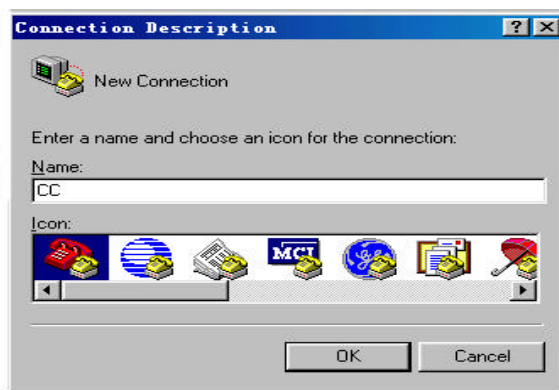 Connection Description
New Connection
Enter a name and choose an icon for the connection:
Name:
CC
Icon:
MCI
OK Cancel